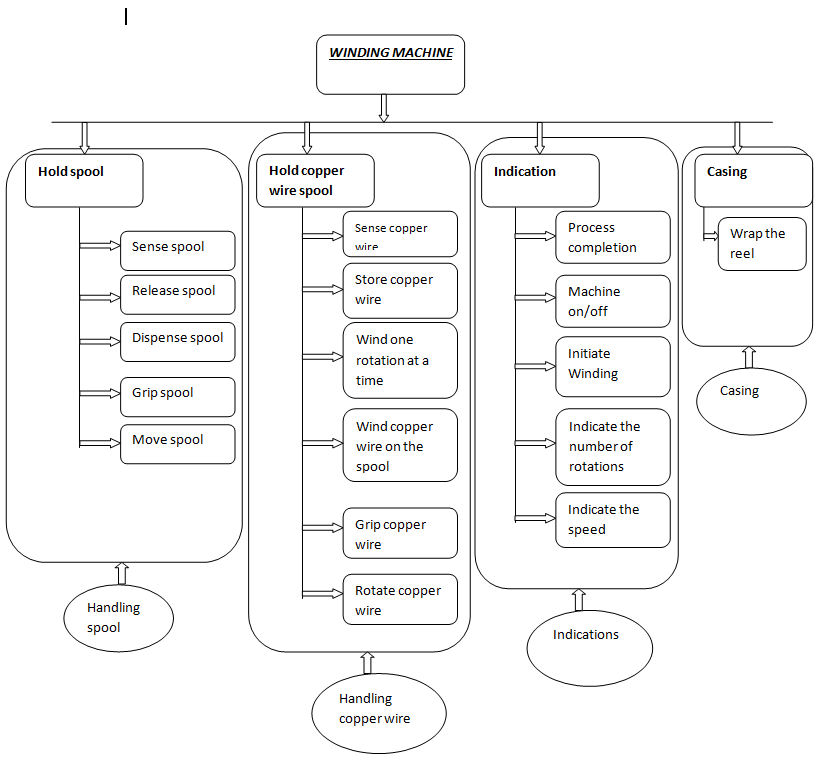 WINDING MACHINE
Hold spool
Sense spool
Release spool
Dispense spool
Grip spool
Move spool
Handling
spool
Hold copper
wire spool
Sense copper
wire
Store copper
wire
Wind one
rotation at a
time
Wind copper
wire on the
spool
Grip copper
wire
Rotate copper
wire
Handling
copper wire
Indication
Process
completion
Machine
on/off
Initiate
Winding
Indicate the
number of
rotations
Indicate the
speed
Indications
Casing
Wrap the
reel
Casing